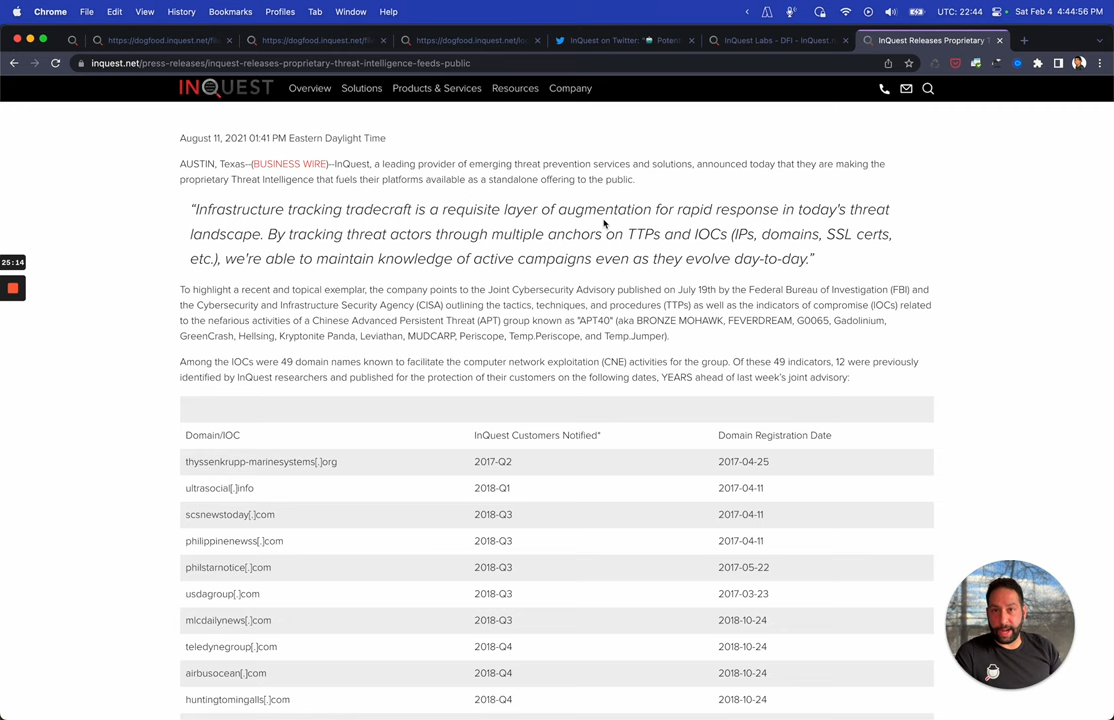 Chrome File Edit View History Bookmarks Profiles Tab Window Help UTC: 22:44 Sat Feb 4 4:44:56 PM
https://dogfood.inquest.net/fil https://dogfood.inquest.net/fil https://dogfood.inquest.net/io InQuest on Twitter: " Potent InQuest Labs - DFI - InQuest.n InQuest Releases Proprietary T
inquest.net/press-releases/inquest-releases-proprietary-threat-intelligence-feeds-public
INQUEST Overview Solutions Products & Services Resources Company
August 11, 2021 01:41 PM Eastern Daylight Time
AUSTIN, Texas--(BUSINESS WIRE)--InQuest, a leading provider of emerging threat prevention services and solutions, announced today that they are making the
proprietary Threat Intelligence that fuels their platforms available as a standalone offering to the public.
“Infrastructure tracking tradecraft is a requisite layer of augmentation for rapid response in today's threat
landscape. By tracking threat actors through multiple anchors on TTPs and IOCs (IPs, domains, SSL certs,
etc.), we're able to maintain knowledge of active campaigns even as they evolve day-to-day.”
25:14
To highlight a recent and topical exemplar, the company points to the Joint Cybersecurity Advisory published on July 19th by the Federal Bureau of Investigation (FBI) and
the Cybersecurity and Infrastructure Security Agency (CISA) outlining the tactics, techniques, and procedures (TTPs) as well as the indicators of compromise (IOCs) related
to the nefarious activities of a Chinese Advanced Persistent Threat (APT) group known as "APT40" (aka BRONZE MOHAWK, FEVERDREAM, G0065, Gadolinium,
GreenCrash, Hellsing, Kryptonite Panda, Leviathan, MUDCARP, Periscope, Temp.Periscope, and Temp.Jumper).
Among the IOCs were 49 domain names known to facilitate the computer network exploitation (CNE) activities for the group. Of these 49 indicators, 12 were previously
identified by InQuest researchers and published for the protection of their customers on the following dates, YEARS ahead of last week's joint advisory:
Domain/IOC InQuest Customers Notified* Domain Registration Date
thyssenkrupp-marinesystems[.]org 2017-Q2 2017-04-25
ultrasocial[.]info 2018-Q1 2017-04-11
scsnewstoday[.]com 2018-Q3 2017-04-11
philippinenewss[.]com 2018-Q3 2017-04-11
philstarnotice[.]com 2018-Q3 2017-05-22
usdagroup[.]com 2018-Q3 2017-03-23
mlcdailynews[.]com 2018-Q3 2018-10-24
teledynegroup[.]com 2018-Q4 2018-10-24
airbusocean[.]com 2018-Q4 2018-10-24
huntingtomingalls[.]com 2018-Q4 2018-10-24